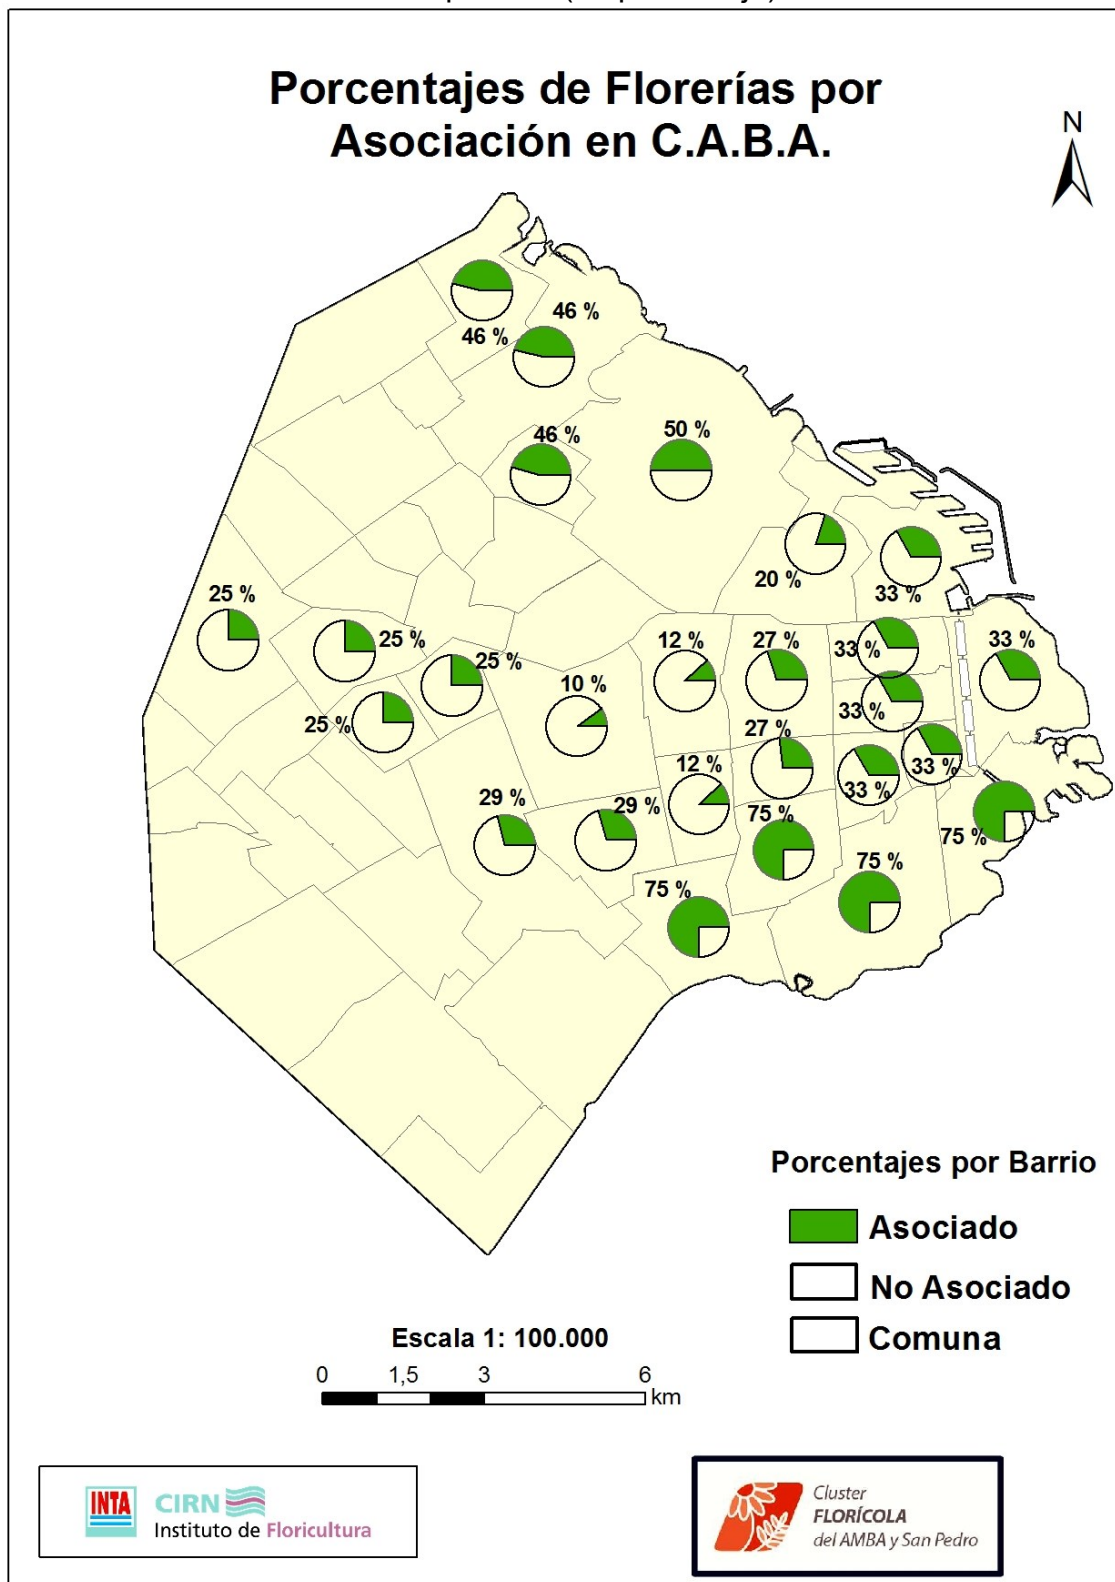 Porcentajes de Florerías por
Asociación en C.A.B.A.
N
46 %
46 %
46 %
50 %
20 %
33 %
25 %
25 %
25 %
25 %
10 %
12 %
27 %
33 %
33 %
33 %
27 %
33 %
33 %
12 %
29 %
29 %
75 %
75 %
75 %
75 %
Porcentajes por Barrio
Asociado
No Asociado
Comuna
Escala 1: 100.000
0 1,5 3 6
km
INTA
CIRN
Instituto de Floricultura
Cluster
FLORÍCOLA
del AMBA y San Pedro